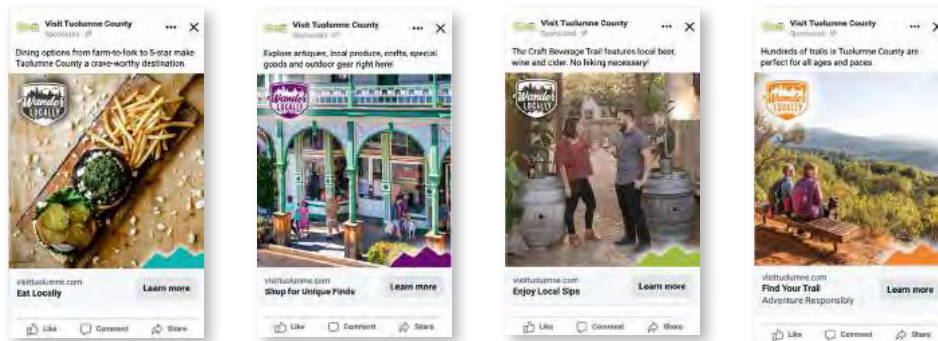 Visit Tuolumne County
Sponsored
Dining options from farm-to-fork to 5-star make
Tuolumne County a crave-worthy destination
Wander
LOCALLY
visittuolumne.com
Eat Locally
Learn more
Like Comment Share
Visit Tuolumne County
Sponsored
Explore antiques, local produce, crafts, special
goods and outdoor gear right here!
Wander
LOCALLY
visittuolumne.com
Shop for Unique Finds
Learn more
Like Comment Share
Visit Tuolumne County
Sponsored
The Craft Beverage Trail features local beer,
wine and cider. No hiking necessary!
Wander
LOCALLY
visittuolumne.com
Enjoy Local Sips
Learn more
Like Comment Share
Visit Tuolumne County
Sponsored
Hundreds of trails in Tuolumne County are
perfect for all ages and paces.
Wander
LOCALLY
visittuolumne.com
Find Your Trail
Adventure Responsibly
Learn more
Like Comment Share